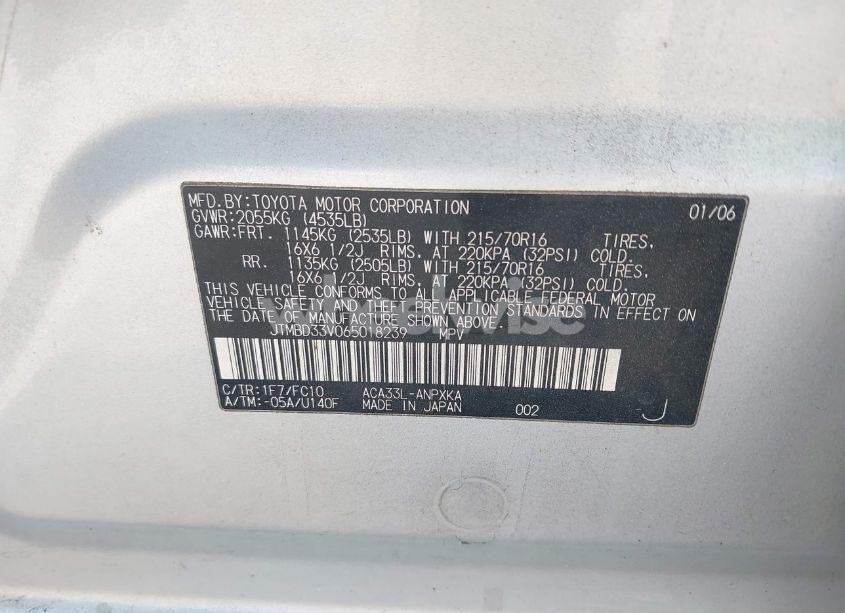 MFD.BY:TOYOTA MOTOR CORPORATION 01/06
GVWR:2055KG (4535LB)
GAWR:FRT. 1145KG (2535LB) WITH 215/70R16 TIRES,
16X6 1/2J RIMS, AT 220KPA (32PSI) COLD.
RR. 1135KG (2505LB) WITH 215/70R16 TIRES,
16X6 1/2J RIMS, AT 220KPA (32PSI) COLD.
THIS VEHICLE CONFORMS TO ALL APPLICABLE FEDERAL MOTOR
VEHICLE SAFETY AND THEFT PREVENTION STANDARDS IN EFFECT ON
THE DATE OF MANUFACTURE SHOWN ABOVE.
JTMBD33V065018239 MPV
wheelwise
C/TR:1F7/FC10 ACA33L-ANPXKA
A/TM:-05A/U140F MADE IN JAPAN 002 J